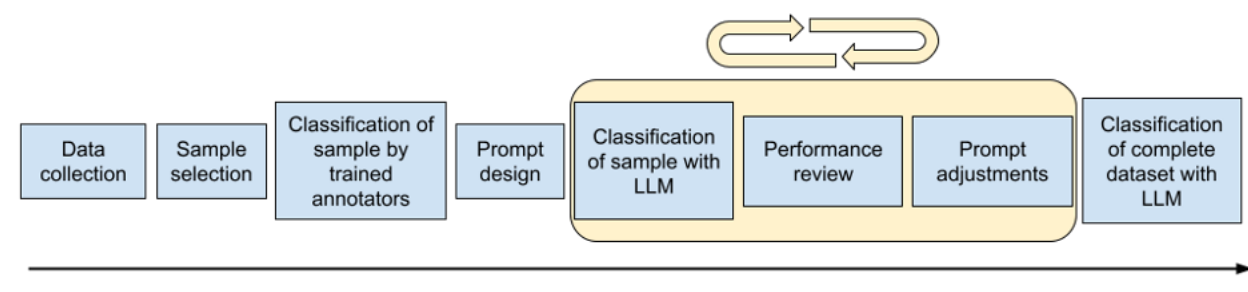 Data
collection
Sample
selection
Classification of
sample by
trained
annotators
Prompt
design
Classification
of sample with
LLM
Performance
review
Prompt
adjustments
Classification
of complete
dataset with
LLM